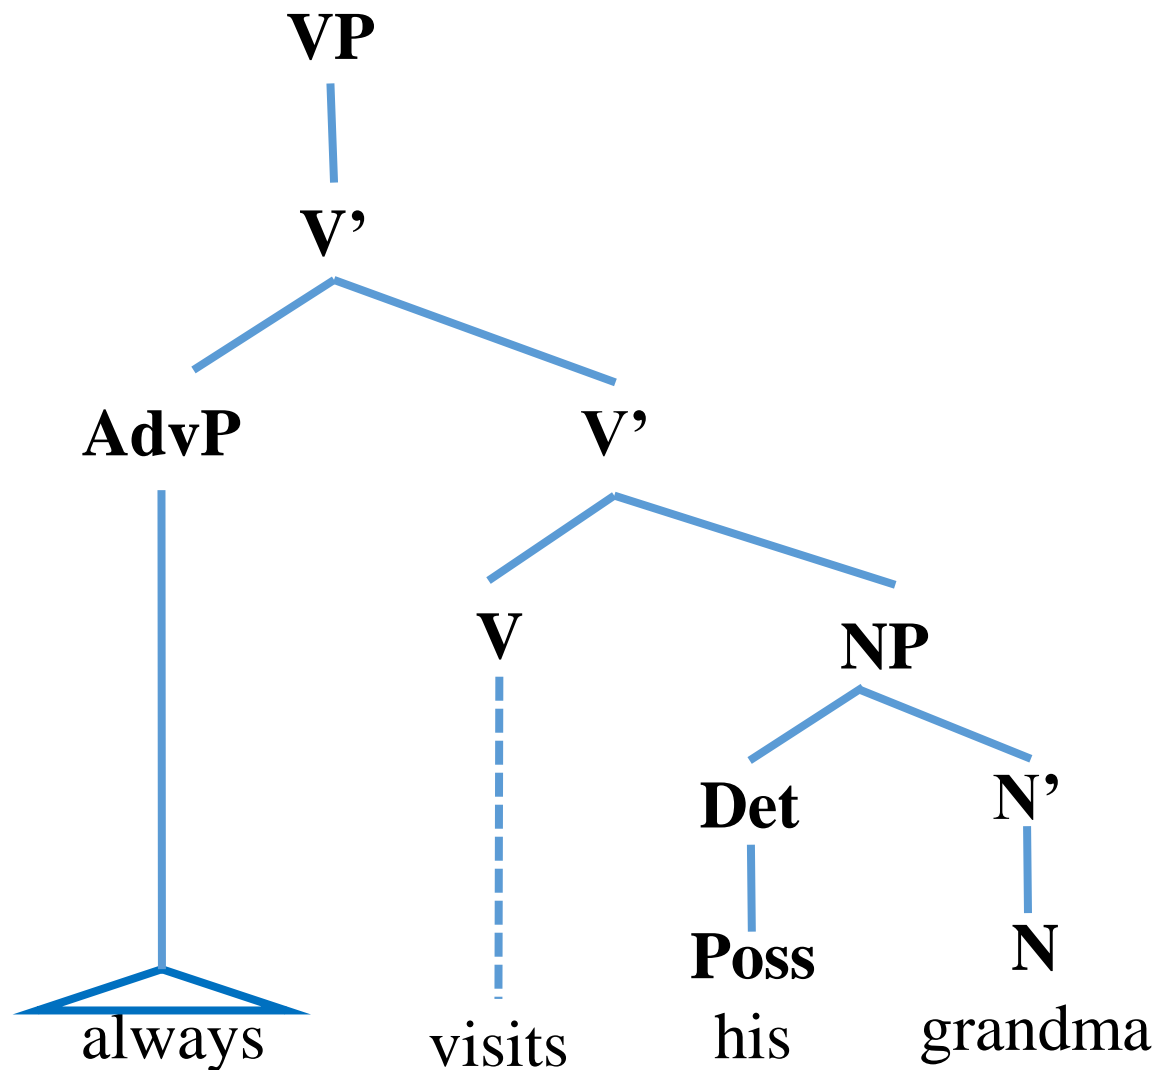 VP
V’
AdvP V’
V NP
Det N’
Poss N
always visits his grandma